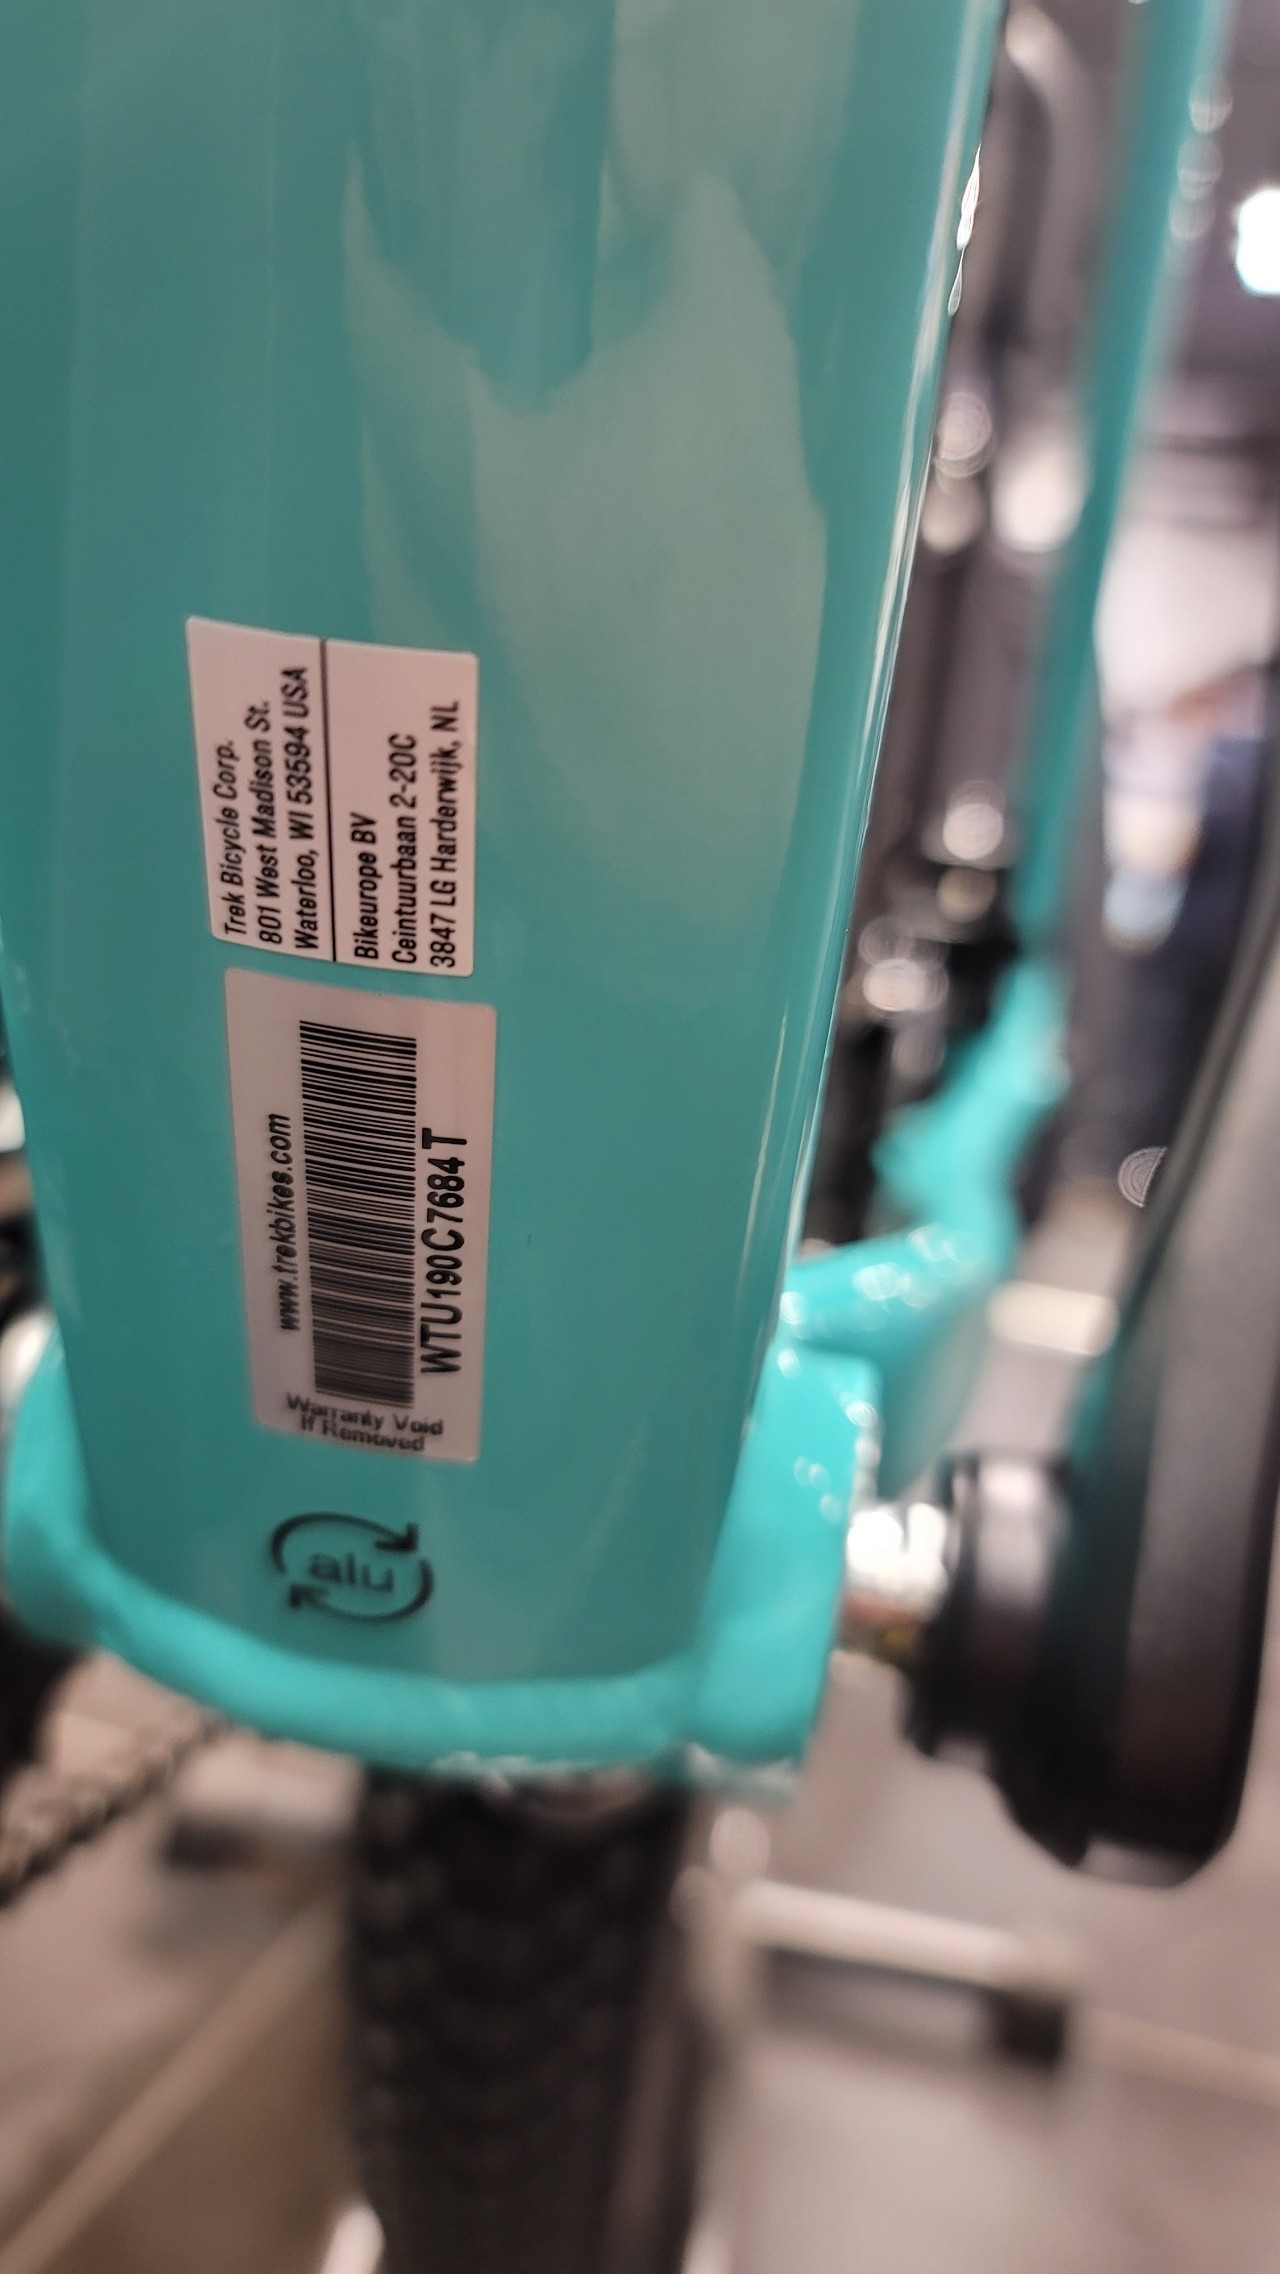 Trek Bicycle Corp.
801 West Madison St.
Waterloo, WI 53594 USA
Bikeurope BV
Ceintuurbaan 2-20C
3847 LG Harderwijk, NL
www.trekbikes.com
WTU190C7684T
Warranty Void
If Removed
alu